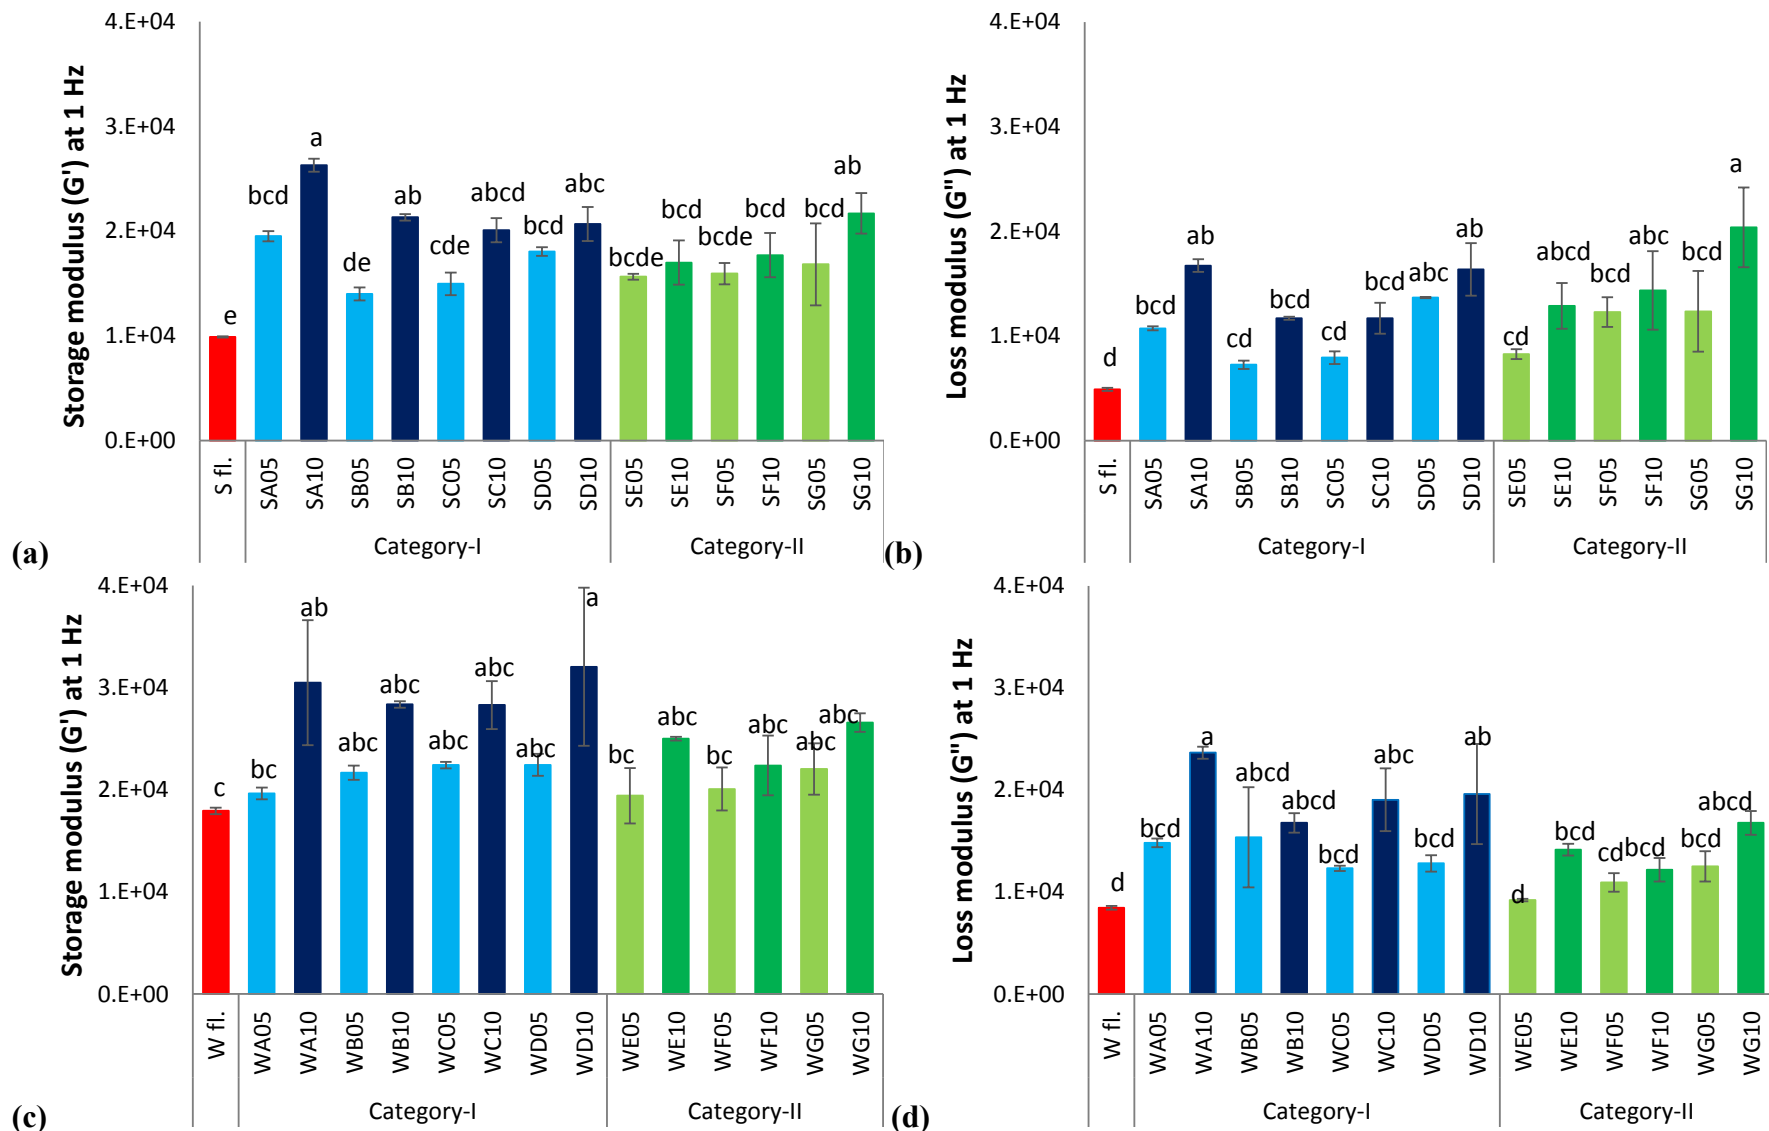 Storage modulus (G') at 1 Hz
4.E+04
3.E+04
2.E+04
1.E+04
0.E+00
e
bcd
a
de
ab
cde
abcd
bcd
abc
bcde
bcd
bcde
bcd
bcd
ab
S fl.
SA05
SA10
SB05
SB10
SC05
SC10
SD05
SD10
SE05
SE10
SF05
SF10
SG05
SG10
Category-I
Category-II
(a)
Loss modulus (G") at 1 Hz
4.E+04
3.E+04
2.E+04
1.E+04
0.E+00
d
bcd
ab
cd
bcd
cd
bcd
abc
ab
cd
abcd
bcd
abc
bcd
a
S fl.
SA05
SA10
SB05
SB10
SC05
SC10
SD05
SD10
SE05
SE10
SF05
SF10
SG05
SG10
Category-I
Category-II
(b)
Storage modulus (G') at 1 Hz
4.E+04
3.E+04
2.E+04
1.E+04
0.E+00
c
bc
ab
abc
abc
abc
abc
abc
a
bc
abc
bc
abc
abc
abc
W fl.
WA05
WA10
WB05
WB10
WC05
WC10
WD05
WD10
WE05
WE10
WF05
WF10
WG05
WG10
Category-I
Category-II
(c)
Loss modulus (G") at 1 Hz
4.E+04
3.E+04
2.E+04
1.E+04
0.E+00
d
bcd
a
abcd
abcd
bcd
abc
bcd
ab
d
bcd
cd
bcd
bcd
abcd
W fl.
WA05
WA10
WB05
WB10
WC05
WC10
WD05
WD10
WE05
WE10
WF05
WF10
WG05
WG10
Category-I
Category-II
(d)